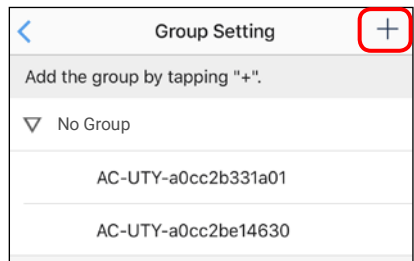 Group Setting
Add the group by tapping "+".
No Group
AC-UTY-a0cc2b331a01
AC-UTY-a0cc2be14630